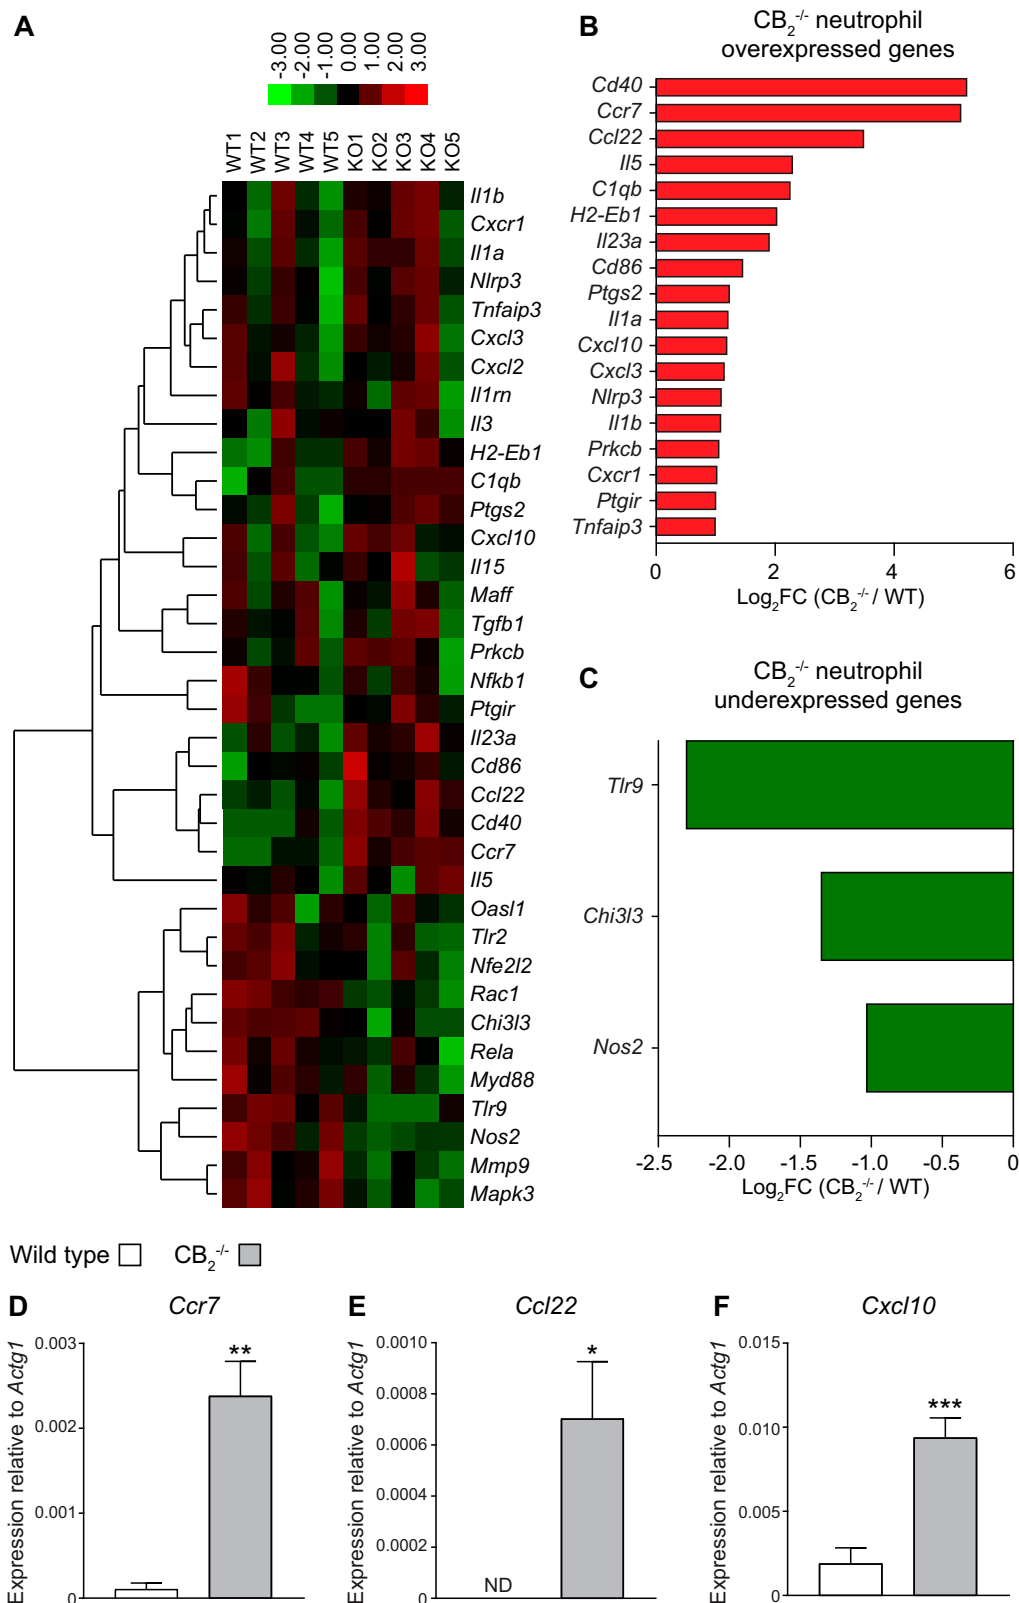 A
-3.00
-2.00
-1.00
0.00
1.00
2.00
3.00
WT1
WT2
WT3
WT4
WT5
KO1
KO2
KO3
KO4
KO5
Il1b
Cxcr1
Il1a
Nlrp3
Tnfaip3
Cxcl3
Cxcl2
Il1rn
Il3
H2-Eb1
C1qb
Ptgs2
Cxcl10
Il15
Maff
Tgfb1
Prkcb
Nfkb1
Ptgir
Il23a
Cd86
Ccl22
Cd40
Ccr7
Il5
Oasl1
Tlr2
Nfe2l2
Rac1
Chi3l3
Rela
Myd88
Tlr9
Nos2
Mmp9
Mapk3
B
CB2-/- neutrophil
overexpressed genes
Cd40
Ccr7
Ccl22
Il5
C1qb
H2-Eb1
Il23a
Cd86
Ptgs2
Il1a
Cxcl10
Cxcl3
Nlrp3
Il1b
Prkcb
Cxcr1
Ptgir
Tnfaip3
0 2 4 6
Log2FC (CB2-/- / WT)
C
CB2-/- neutrophil
underexpressed genes
Tlr9
Chi3l3
Nos2
-2.5 -2.0 -1.5 -1.0 -0.5 0
Log2FC (CB2-/- / WT)
Wild type CB2-/-
D
Ccr7
Expression relative to Actg1
0.003
0.002
0.001
0
**
E
Ccl22
Expression relative to Actg1
0.0010
0.0008
0.0006
0.0004
0.0002
0
ND
*
F
Cxcl10
Expression relative to Actg1
0.015
0.010
0.005
0
***